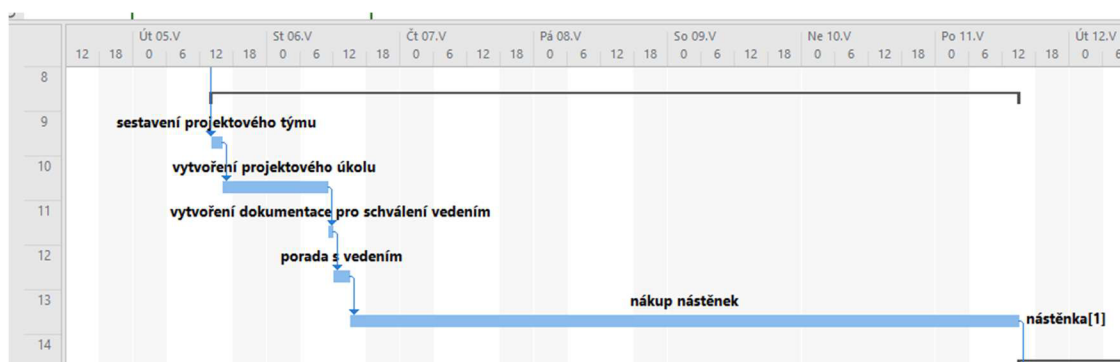 Út 05.V St 06.V Čt 07.V Pá 08.V So 09.V Ne 10.V Po 11.V Út 12.V
12 18 0 6 12 18 0 6 12 18 0 6 12 18 0 6 12 18 0 6 12 18 0 6 12 18 0 6 12 18 0 6
8
9 sestavení projektového týmu
10 vytvoření projektového úkolu
11 vytvoření dokumentace pro schválení vedením
12 porada s vedením
13 nákup nástěnek
nástěnka[1]
14